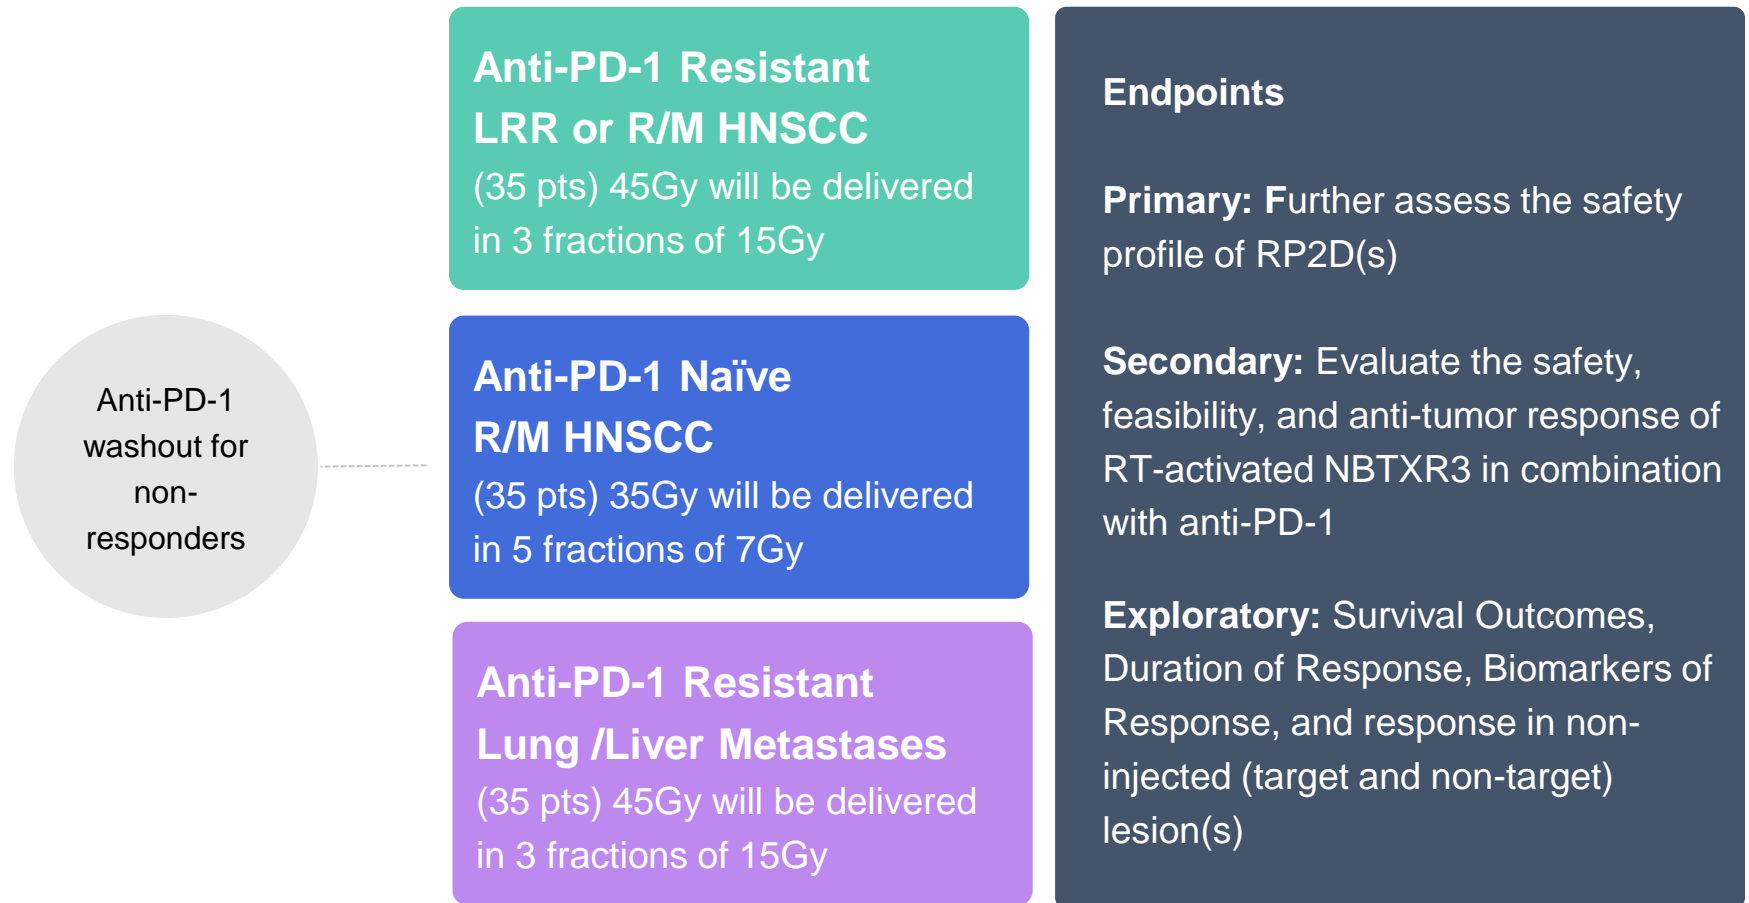 Anti-PD-1
washout for
non-
responders
Anti-PD-1 Resistant
LRR or R/M HNSCC
(35 pts) 45Gy will be delivered
in 3 fractions of 15Gy
Anti-PD-1 Naïve
R/M HNSCC
(35 pts) 35Gy will be delivered
in 5 fractions of 7Gy
Anti-PD-1 Resistant
Lung /Liver Metastases
(35 pts) 45Gy will be delivered
in 3 fractions of 15Gy
Endpoints
Primary: Further assess the safety
profile of RP2D(s)
Secondary: Evaluate the safety,
feasibility, and anti-tumor response of
RT-activated NBTXR3 in combination
with anti-PD-1
Exploratory: Survival Outcomes,
Duration of Response, Biomarkers of
Response, and response in non-
injected (target and non-target)
lesion(s)